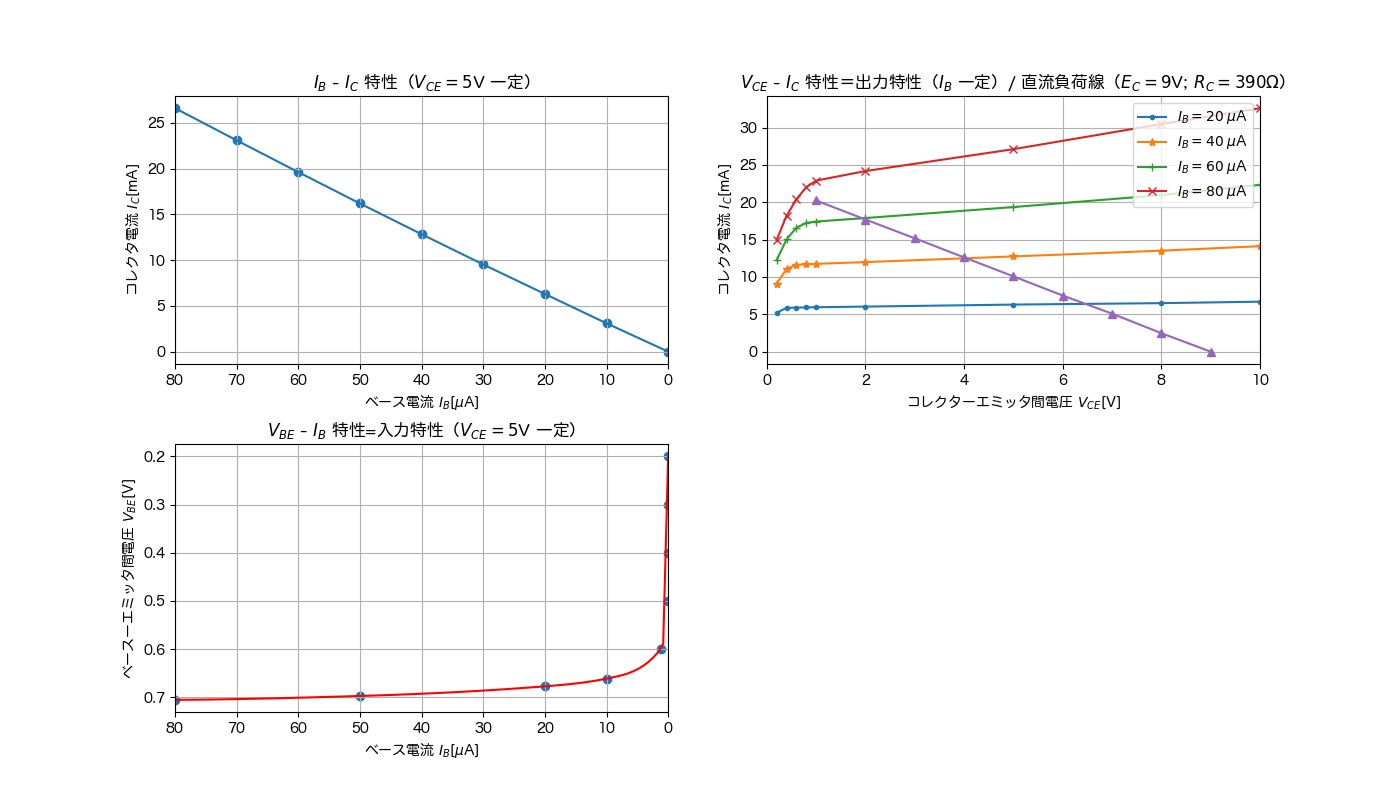 I_B – I_C 特性（V_CE = 5V 一定）
25
20
15
10
5
0
コレクタ電流 I_C[mA]
80 70 60 50 40 30 20 10 0
ベース電流 I_B[μA]
V_CE – I_C 特性＝出力特性（I_B 一定）/ 直流負荷線（E_C = 9V; R_C = 390Ω）
30
25
20
15
10
5
0
コレクタ電流 I_C[mA]
I_B = 20 μA
I_B = 40 μA
I_B = 60 μA
I_B = 80 μA
0 2 4 6 8 10
コレクターエミッタ間電圧 V_CE[V]
V_BE – I_B 特性=入力特性（V_CE = 5V 一定）
0.2
0.3
0.4
0.5
0.6
0.7
ベースーエミッタ間電圧 V_BE[V]
80 70 60 50 40 30 20 10 0
ベース電流 I_B[μA]